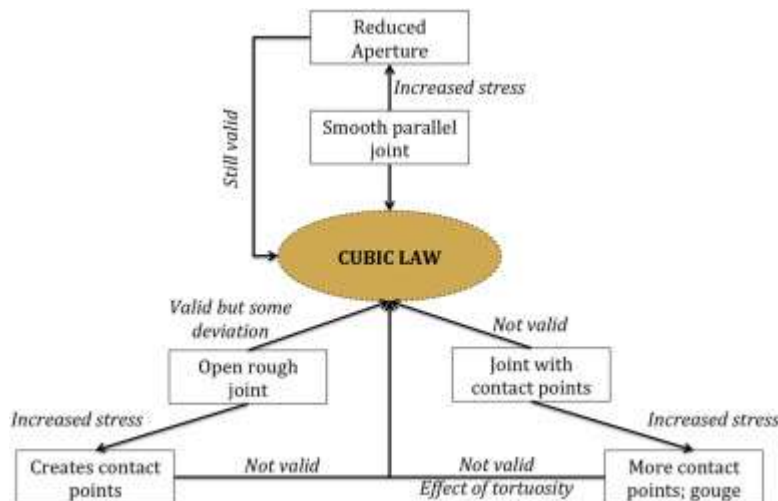 Reduced
Aperture
Increased stress
Smooth parallel
joint
Still valid
CUBIC LAW
Valid but some
deviation
Not valid
Open rough
joint
Joint with
contact points
Increased stress
Increased stress
Creates contact
points
Not valid
Not valid
Effect of tortuosity
More contact
points; gouge